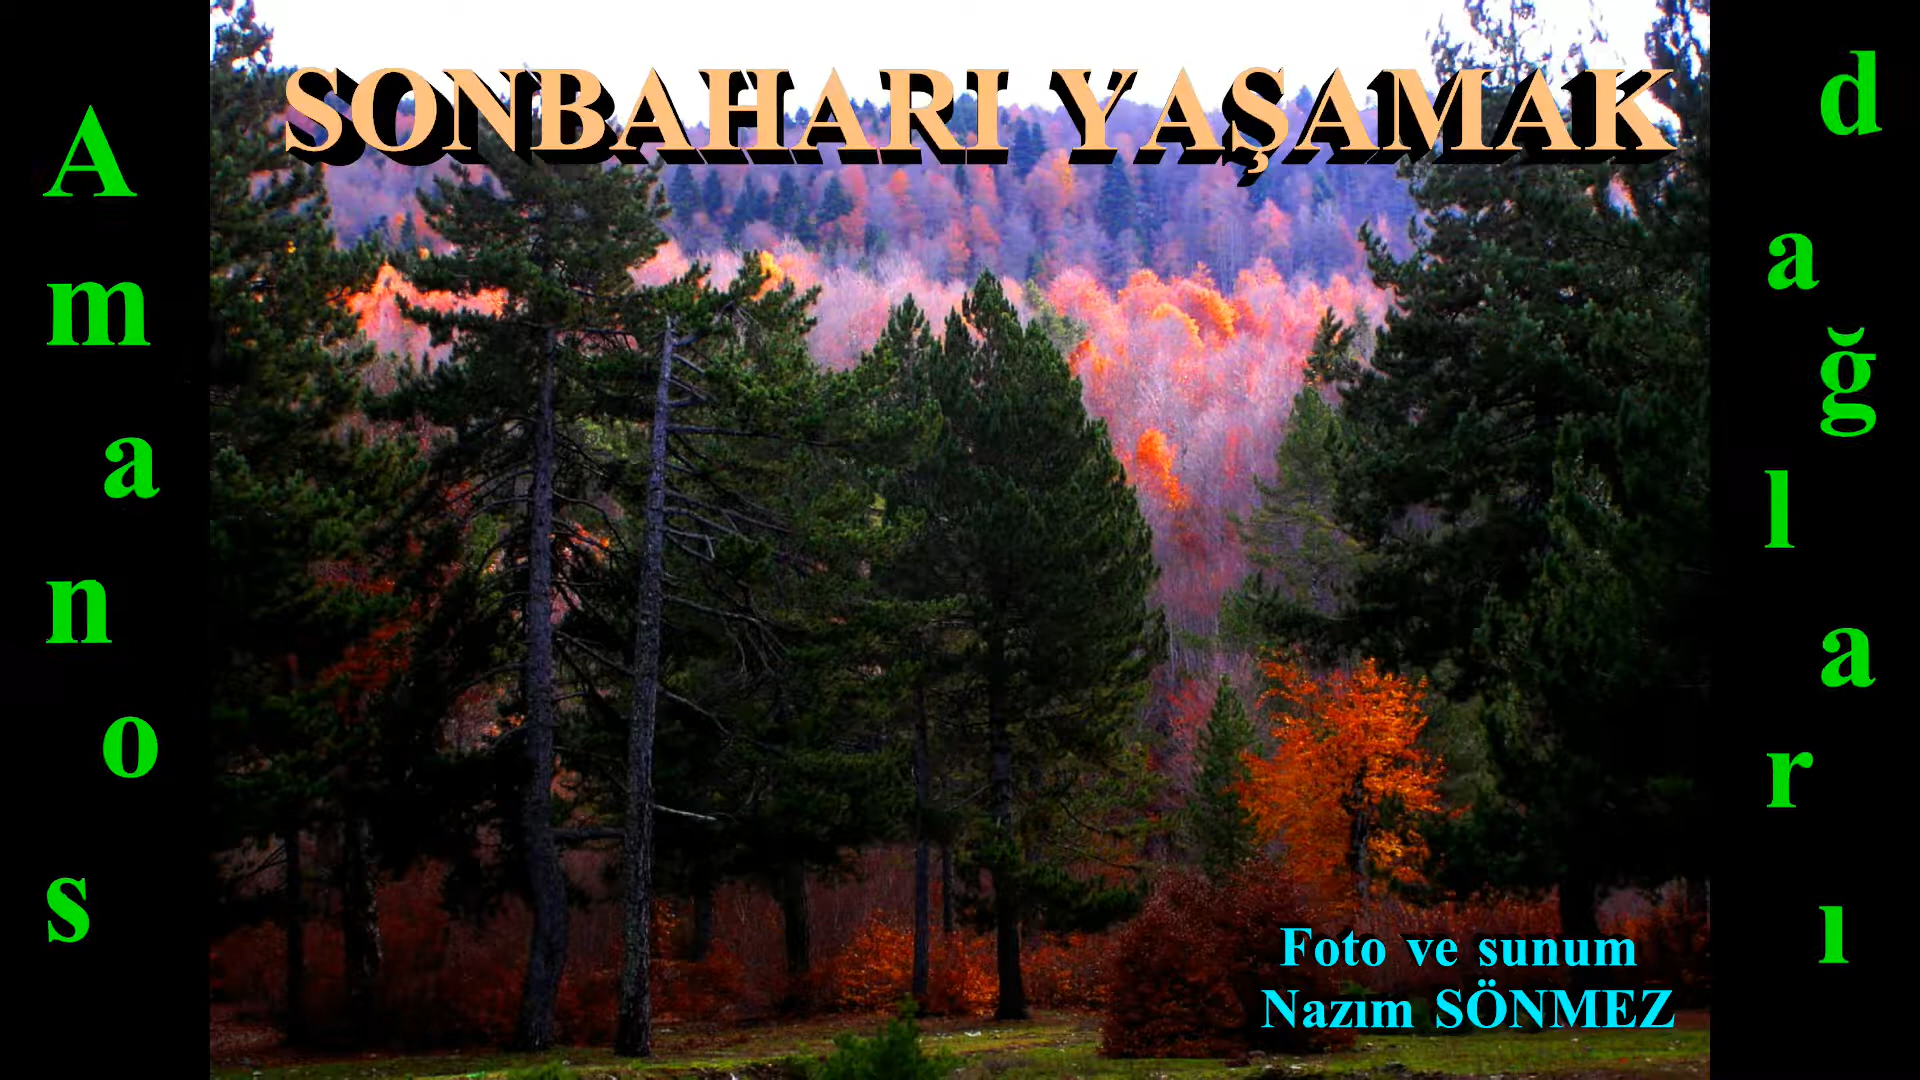 SONBAHARI YAŞAMAK
Amanos
dağları
Foto ve sunum
Nazım SÖNMEZ